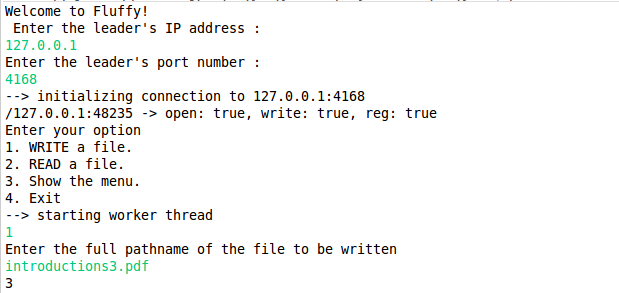 Welcome to Fluffy!
Enter the leader's IP address :
127.0.0.1
Enter the leader's port number :
4168
--> initializing connection to 127.0.0.1:4168
/127.0.0.1:48235 -> open: true, write: true, reg: true
Enter your option
1. WRITE a file.
2. READ a file.
3. Show the menu.
4. Exit
--> starting worker thread
1
Enter the full pathname of the file to be written
introductions3.pdf
3